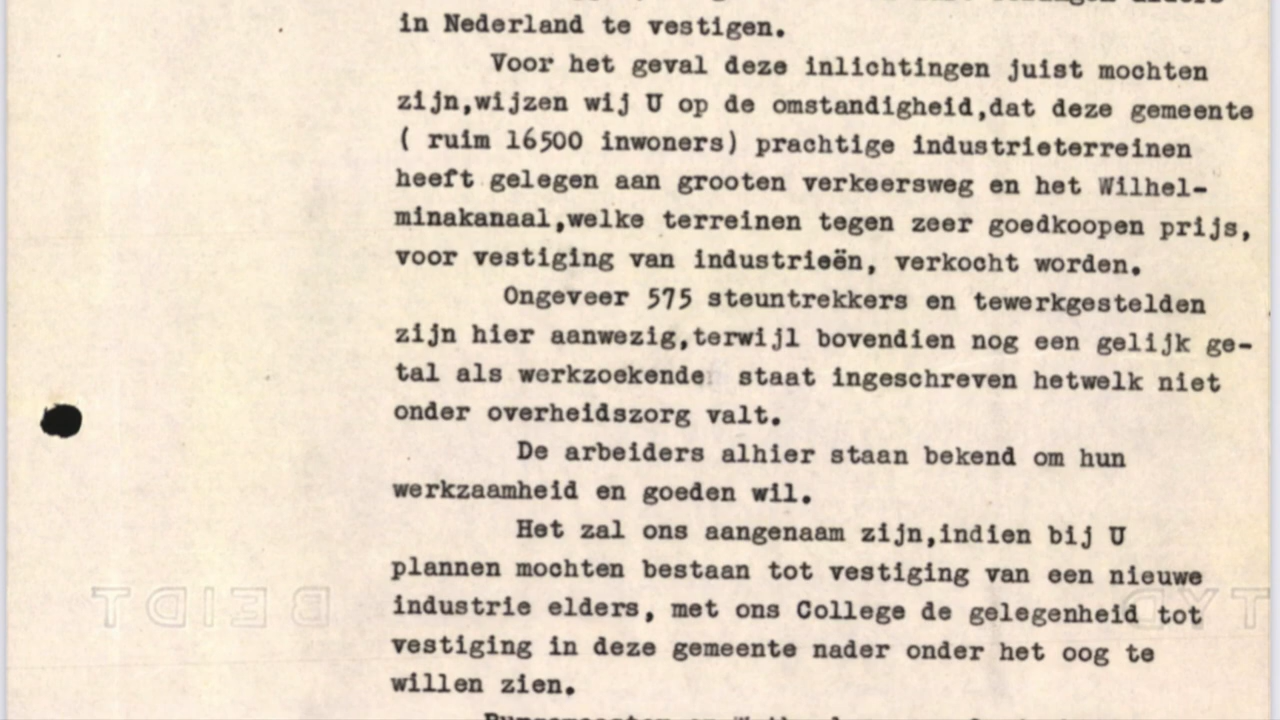 in Nederland te vestigen.
Voor het geval deze inlichtingen juist mochten
zijn,wijzen wij U op de omstandigheid,dat deze gemeente
( ruim 16500 inwoners) prachtige industrieterreinen
heeft gelegen aan grooten verkeersweg en het Wilhel-
minakanaal,welke terreinen tegen zeer goedkoopen prijs,
voor vestiging van industrieën, verkocht worden.
Ongeveer 575 steuntrekkers en tewerkgestelden
zijn hier aanwezig,terwijl bovendien nog een gelijk ge-
tal als werkzoekende staat ingeschreven hetwelk niet
onder overheidszorg valt.
De arbeiders alhier staan bekend om hun
werkzaamheid en goeden wil.
Het zal ons aangenaam zijn,indien bij U
plannen mochten bestaan tot vestiging van een nieuwe
industrie elders, met ons College de gelegenheid tot
vestiging in deze gemeente nader onder het oog te
willen zien.